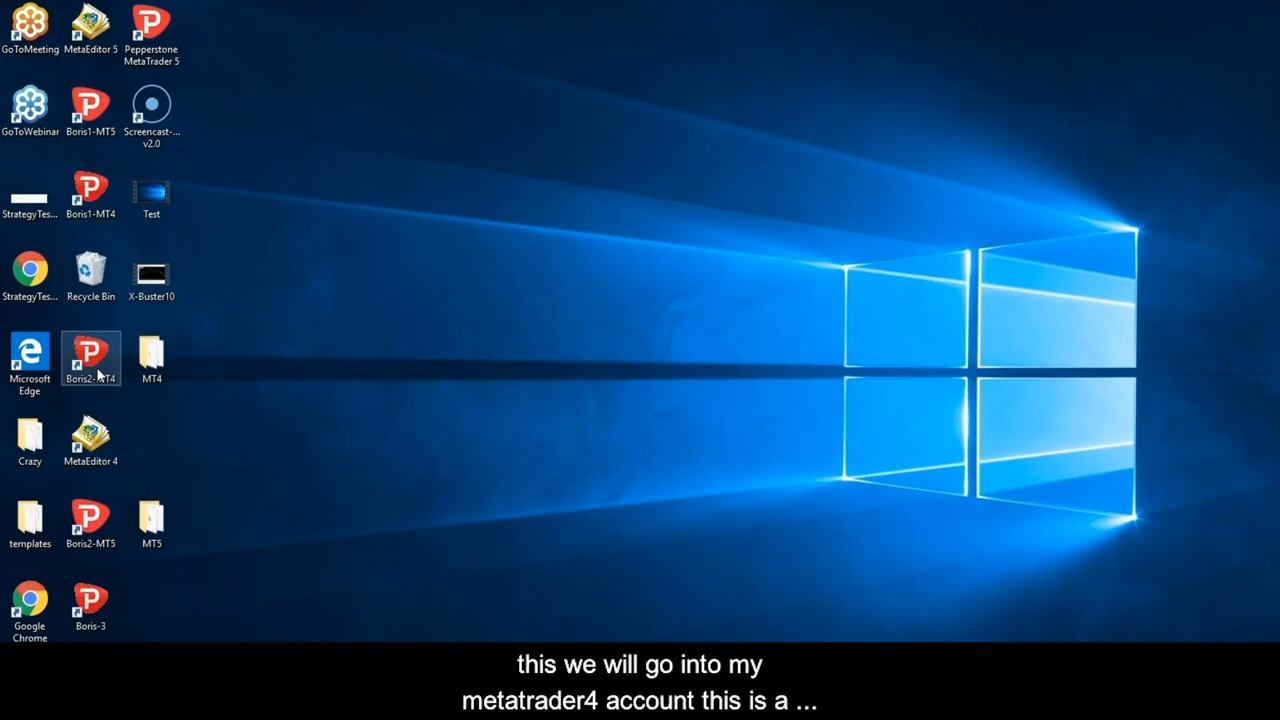 GoToMeeting
MetaEditor 5
Pepperstone
MetaTrader 5
GoToWebinar
Boris1-MT5
Screencast-...
v2.0
StrategyTes...
Boris1-MT4
Test
StrategyTes...
Recycle Bin
X-Buster10
Microsoft
Edge
Boris2-MT4
MT4
Crazy
MetaEditor 4
templates
Boris2-MT5
MT5
Google
Chrome
Boris-3
this we will go into my
metatrader4 account this is a ...